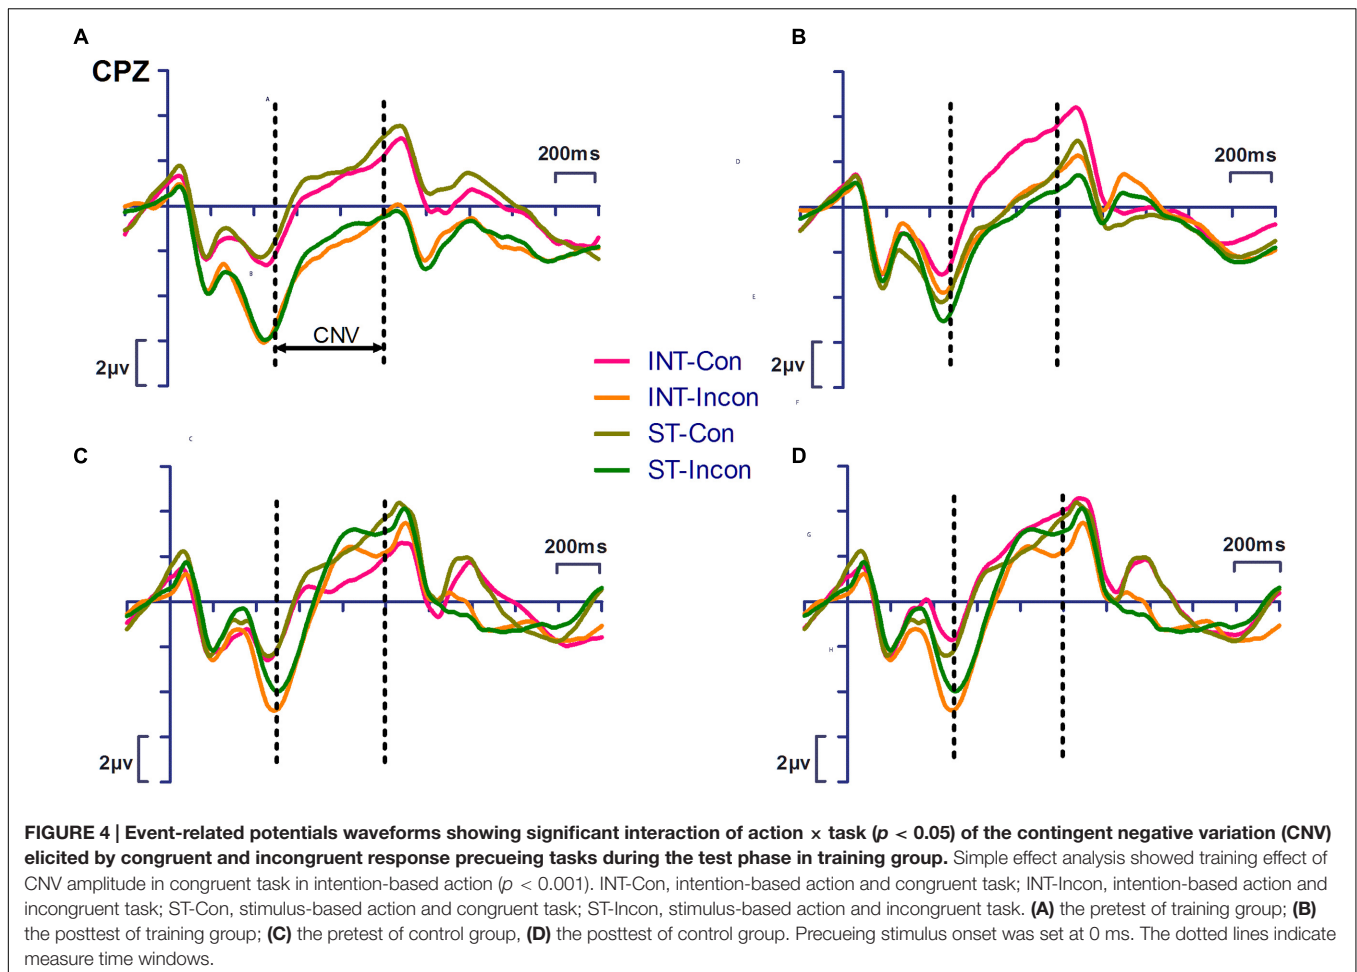 A
B
CPZ
A
200ms
200ms
D
B
E
CNV
2μv
2μv
INT-Con
INT-Incon
F
ST-Con
C
ST-Incon
C
D
G
200ms
200ms
H
2μv
2μv
FIGURE 4 | Event-related potentials waveforms showing significant interaction of action × task (p < 0.05) of the contingent negative variation (CNV)
elicited by congruent and incongruent response precueing tasks during the test phase in training group. Simple effect analysis showed training effect of
CNV amplitude in congruent task in intention-based action (p < 0.001). INT-Con, intention-based action and congruent task; INT-Incon, intention-based action and
incongruent task; ST-Con, stimulus-based action and congruent task; ST-Incon, stimulus-based action and incongruent task. (A) the pretest of training group; (B)
the posttest of training group; (C) the pretest of control group, (D) the posttest of control group. Precueing stimulus onset was set at 0 ms. The dotted lines indicate
measure time windows.